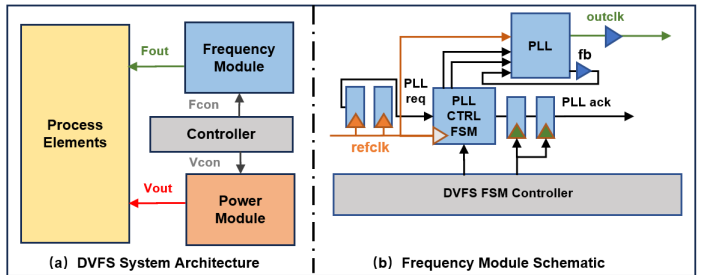 Fout
Frequency
Module
Fcon
Process
Elements
Controller
Vcon
Vout
Power
Module
(a) DVFS System Architecture
outclk
PLL
fb
PLL
req
PLL
CTRL
FSM
PLL ack
refclk
DVFS FSM Controller
(b) Frequency Module Schematic